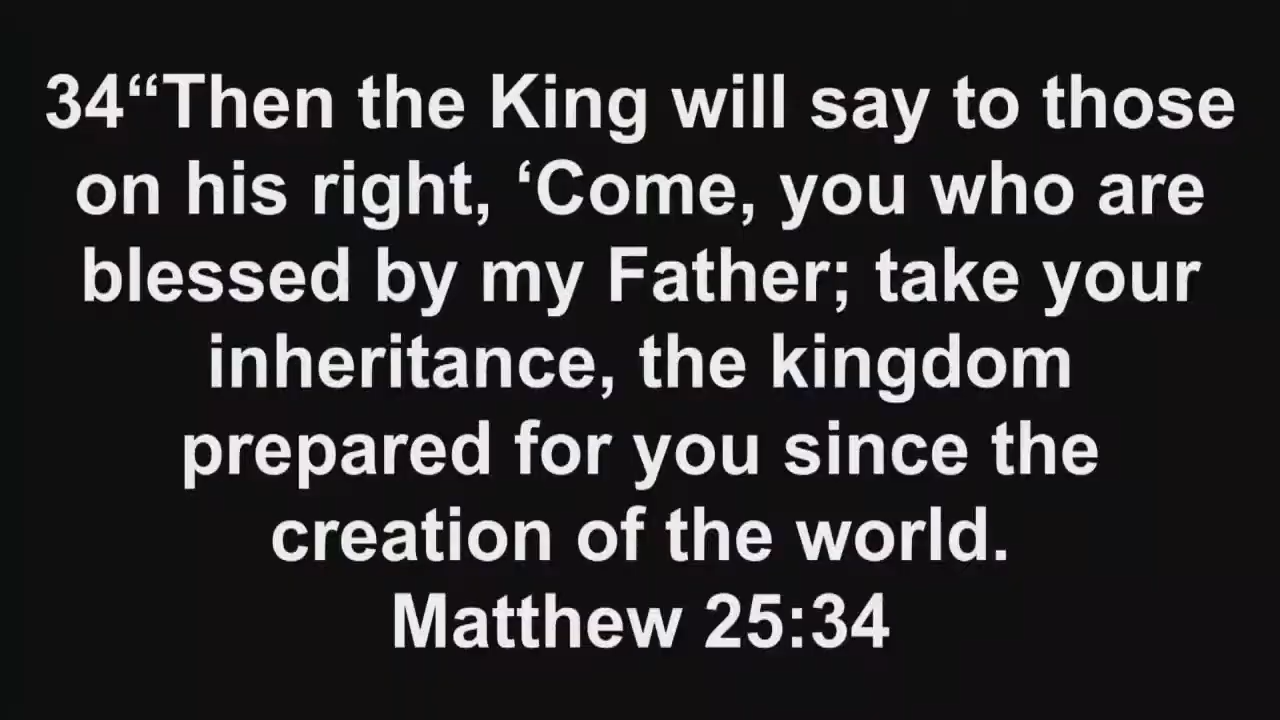 34“Then the King will say to those
on his right, ‘Come, you who are
blessed by my Father; take your
inheritance, the kingdom
prepared for you since the
creation of the world.
Matthew 25:34